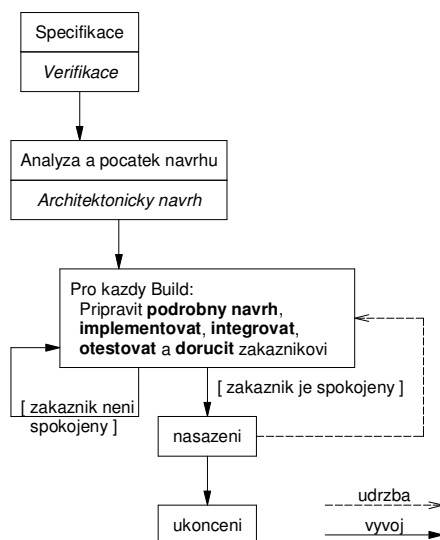 Specifikace
Verifikace
Analyza a pocatek navrhu
Architektonicky navrh
Pro kazdy Build:
Pripravit podrobny navrh,
implementovat, integrovat,
otestovat a dorucit zakaznikovi
[ zakaznik neni
spokojeny ]
[ zakaznik je spokojeny ]
nasazeni
ukonceni
udrzba
vyvoj